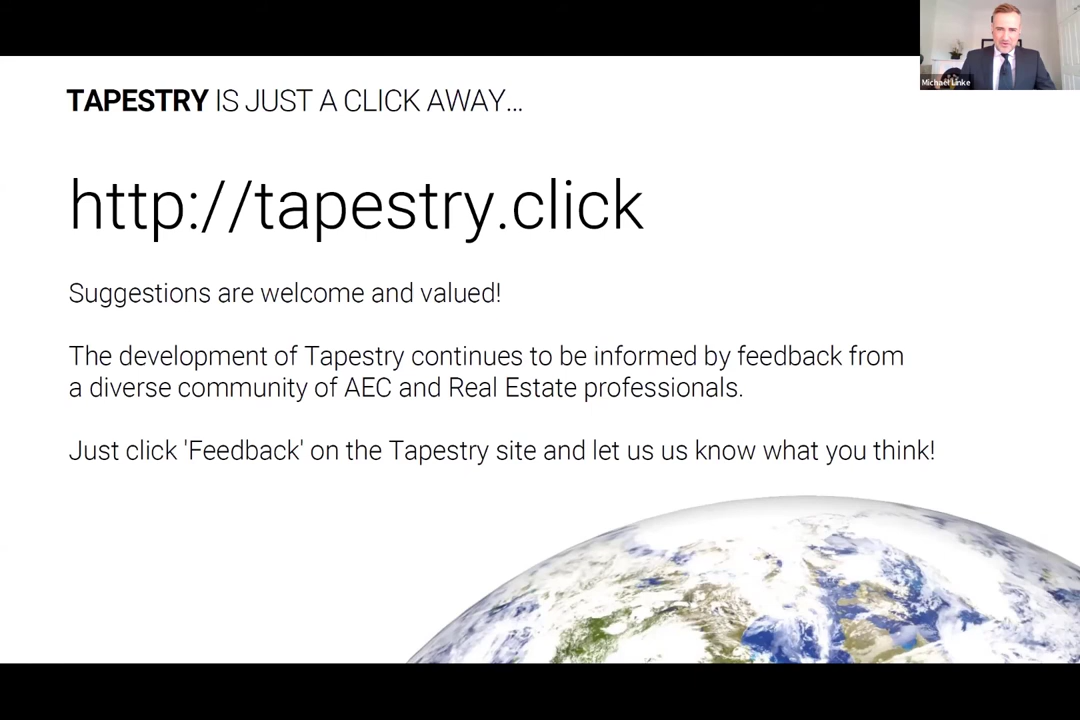 Michael Linke
TAPESTRY IS JUST A CLICK AWAY...
http://tapestry.click
Suggestions are welcome and valued!
The development of Tapestry continues to be informed by feedback from
a diverse community of AEC and Real Estate professionals.
Just click 'Feedback' on the Tapestry site and let us us know what you think!